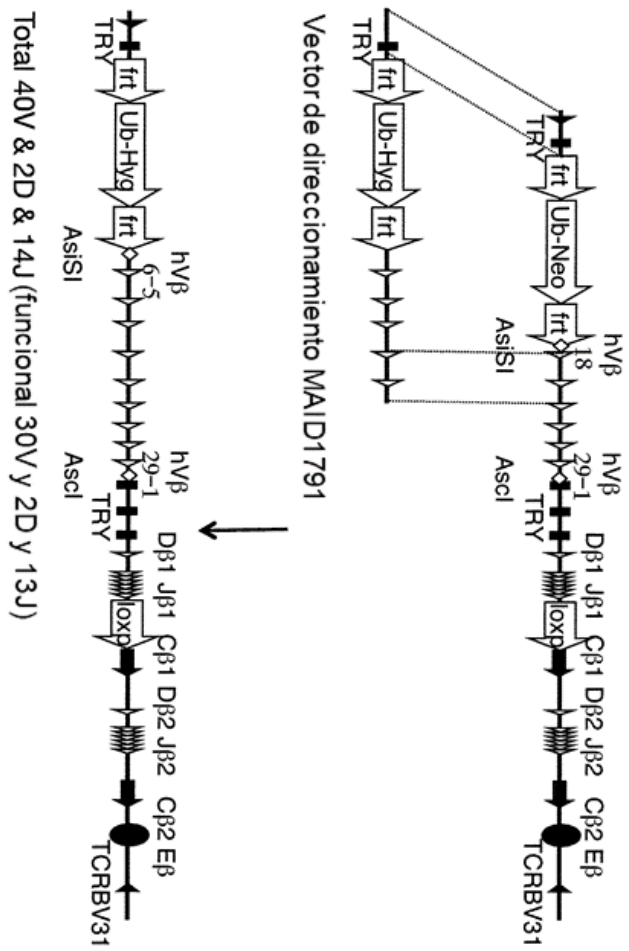 hVβ hVβ
18 29-1 Dβ1 Jβ1 Cβ1 Dβ2 Jβ2 Cβ2 Eβ
frt Ub-Neo frt loxp
TRY AsiSI AscI TRY TCRBV31
frt Ub-Hyg frt
TRY
Vector de direccionamiento MAID1791
hVβ hVβ
6-5 29-1 Dβ1 Jβ1 Cβ1 Dβ2 Jβ2 Cβ2 Eβ
frt Ub-Hyg frt loxp
TRY AsiSI AscI TRY TCRBV31
Total 40V & 2D & 14J (funcional 30V y 2D y 13J)